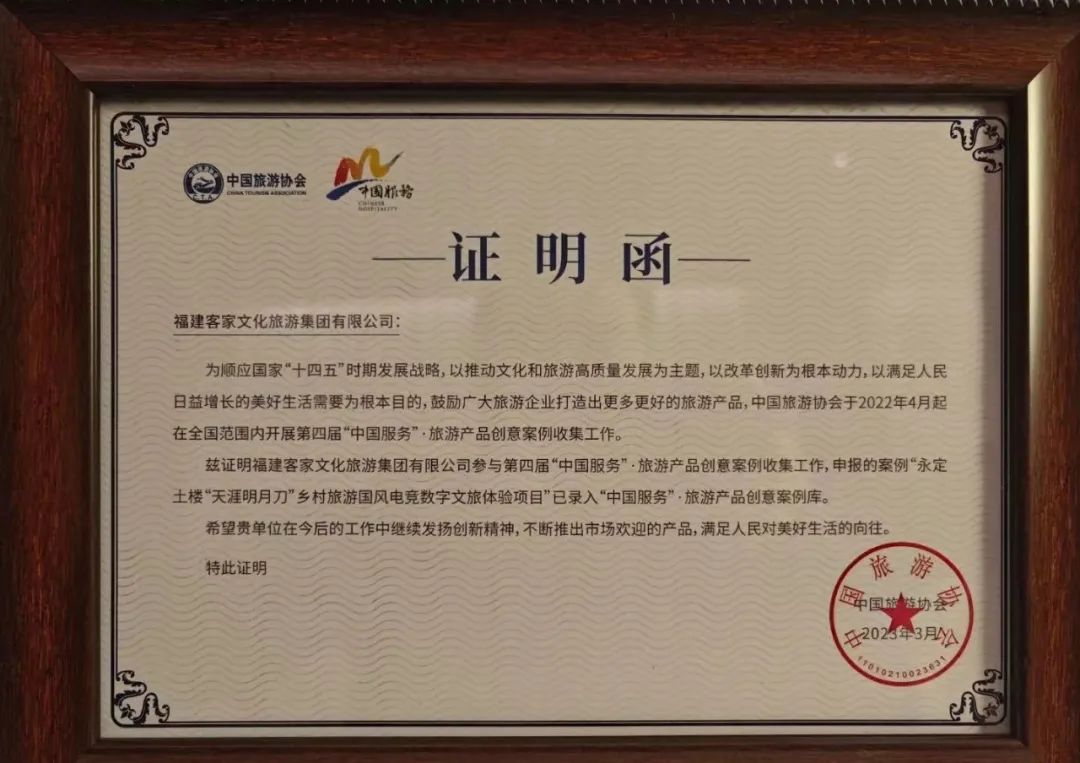 中国旅游协会
CHINA TOURISM ASSOCIATION
C.T.A
中国服务
CHINESE
HOSPITALITY
证明函
福建客家文化旅游集团有限公司：
为顺应国家“十四五”时期发展战略，以推动文化和旅游高质量发展为主题，以改革创新为根本动力，以满足人民
日益增长的美好生活需要为根本目的，鼓励广大旅游企业打造出更多更好的旅游产品，中国旅游协会于2022年4月起
在全国范围内开展第四届“中国服务”·旅游产品创意案例收集工作。
兹证明福建客家文化旅游集团有限公司参与第四届“中国服务”·旅游产品创意案例收集工作，申报的案例“永定
土楼“天涯明月刀”乡村旅游国风电竞数字文旅体验项目”已录入“中国服务”·旅游产品创意案例库。
希望贵单位在今后的工作中继续发扬创新精神，不断推出市场欢迎的产品，满足人民对美好生活的向往。
特此证明
中国旅游协会
中国旅游协会
2023年3月
11010210023631